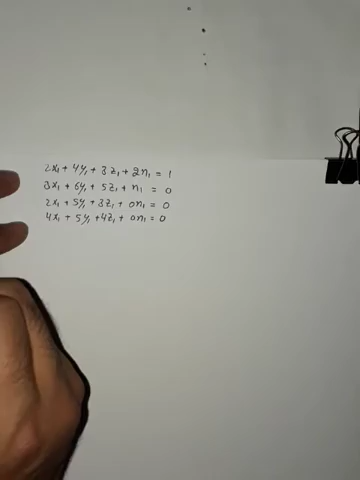 2x₁ + 4y₁ + 3z₁ + 2n₁ = 1
3x₁ + 6y₁ + 5z₁ + n₁ = 0
2x₁ + 5y₁ + 3z₁ + 0n₁ = 0
4x₁ + 5y₁ + 4z₁ + 0n₁ = 0